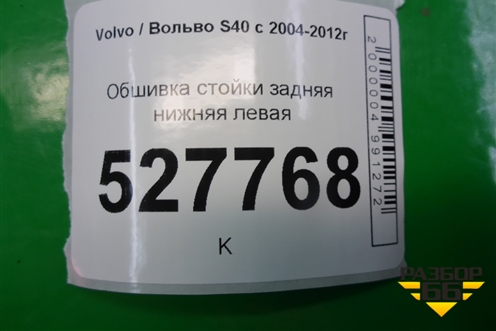 Volvo / Вольво S40 с 2004-2012г
Обшивка стойки задняя
нижняя левая
527768
К
2000004991272
РАЗБОР
66